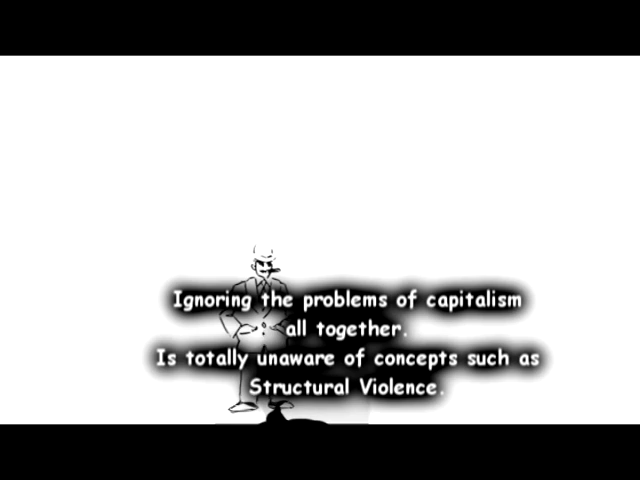 Ignoring the problems of capitalism
all together.
Is totally unaware of concepts such as
Structural Violence.